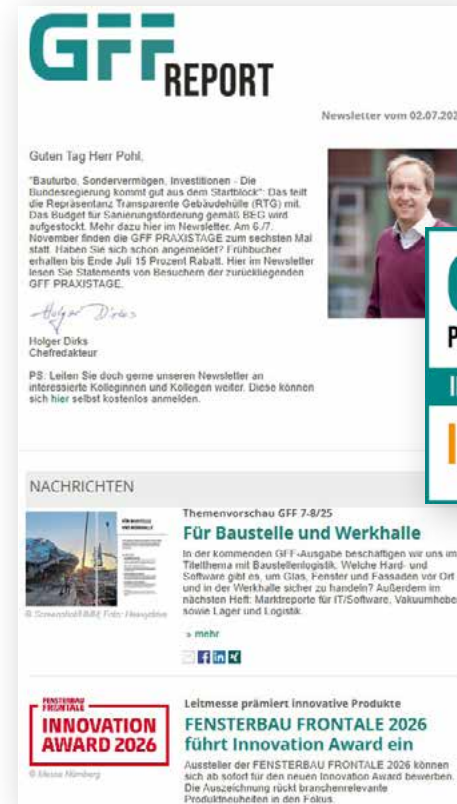 GFF
REPORT
Newsletter vom 02.07.202
Guten Tag Herr Pohl,
"Bauturbo, Sondervermögen, Investitionen - Die
Bundesregierung kommt gut aus dem Startblock": Das teilt
die Repräsentanz Transparente Gebäudehülle (RTG) mit.
Das Budget für Sanierungsförderung gemäß BEG wird
aufgestockt. Mehr dazu hier im Newsletter. Am 6./7.
November finden die GFF PRAXISTAGE zum sechsten Mal
statt. Haben Sie sich schon angemeldet? Frühbucher
erhalten bis Ende Juli 15 Prozent Rabatt. Hier im Newsletter
lesen Sie Statements von Besuchern der zurückliegenden
GFF PRAXISTAGE.
Holger Dirks
Holger Dirks
Chefredakteur
PS: Leiten Sie doch gerne unseren Newsletter an
interessierte Kolleginnen und Kollegen weiter. Diese können
sich hier selbst kostenlos anmelden.
P
NACHRICHTEN
FÜR BAUSTELLE
UND WERKHALLE
© Screenshot/HMI; Foto: Heavydrive
Themenvorschau GFF 7-8/25
Für Baustelle und Werkhalle
In der kommenden GFF-Ausgabe beschäftigen wir uns im
Titelthema mit Baustellenlogistik. Welche Hard- und
Software gibt es, um Glas, Fenster und Fassaden vor Ort
und in der Werkhalle sicher zu handeln? Außerdem im
nächsten Heft: Marktreporte für IT/Software, Vakuumheber
sowie Lager und Logistik.
» mehr
FENSTERBAU
FRONTALE
INNOVATION
AWARD 2026
© Messe Nürnberg
Leitmesse prämiert innovative Produkte
FENSTERBAU FRONTALE 2026
führt Innovation Award ein
Aussteller der FENSTERBAU FRONTALE 2026 können
sich ab sofort für den neuen Innovation Award bewerben.
Die Auszeichnung rückt branchenrelevante
Produktneuheiten in den Fokus.